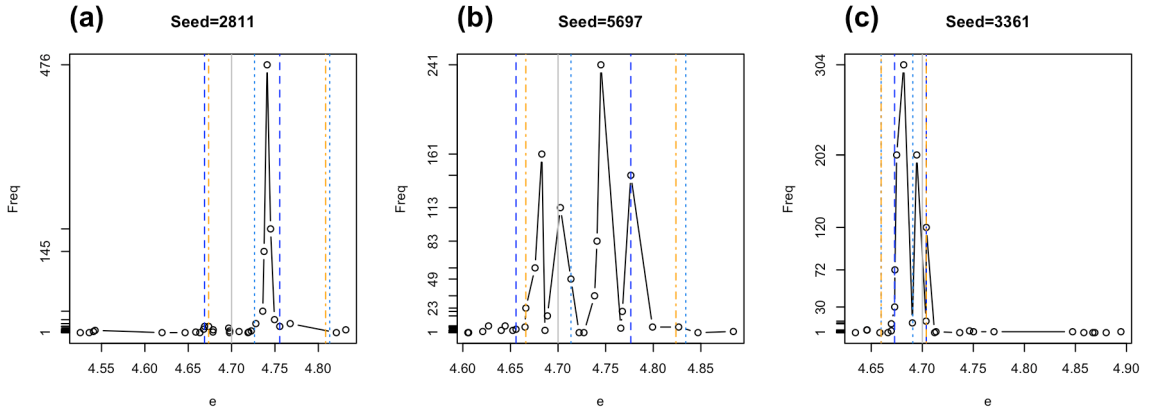 (a) Seed=2811
Freq
476
145
1
4.55 4.60 4.65 4.70 4.75 4.80
e
(b) Seed=5697
Freq
241
161
113
83
49
23
1
4.60 4.65 4.70 4.75 4.80 4.85
e
(c) Seed=3361
Freq
304
202
120
72
30
1
4.65 4.70 4.75 4.80 4.85 4.90
e